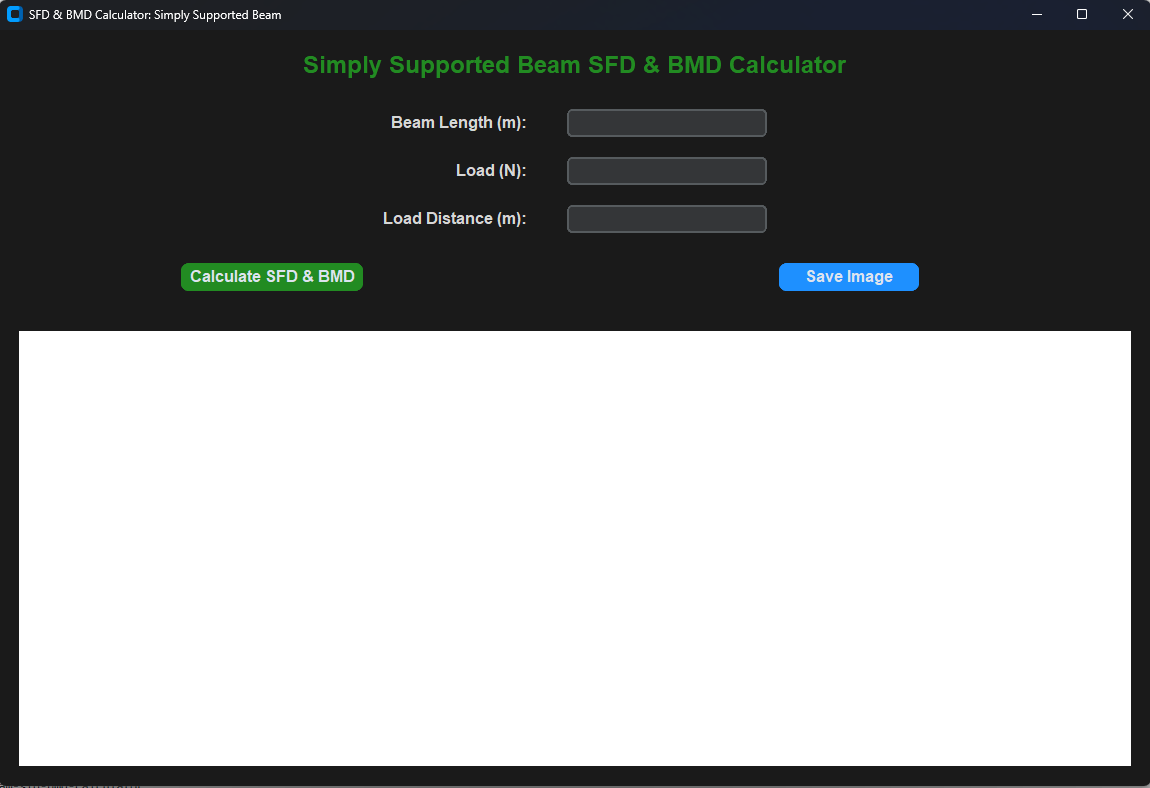 SFD & BMD Calculator: Simply Supported Beam
Simply Supported Beam SFD & BMD Calculator
Beam Length (m):
Load (N):
Load Distance (m):
Calculate SFD & BMD
Save Image